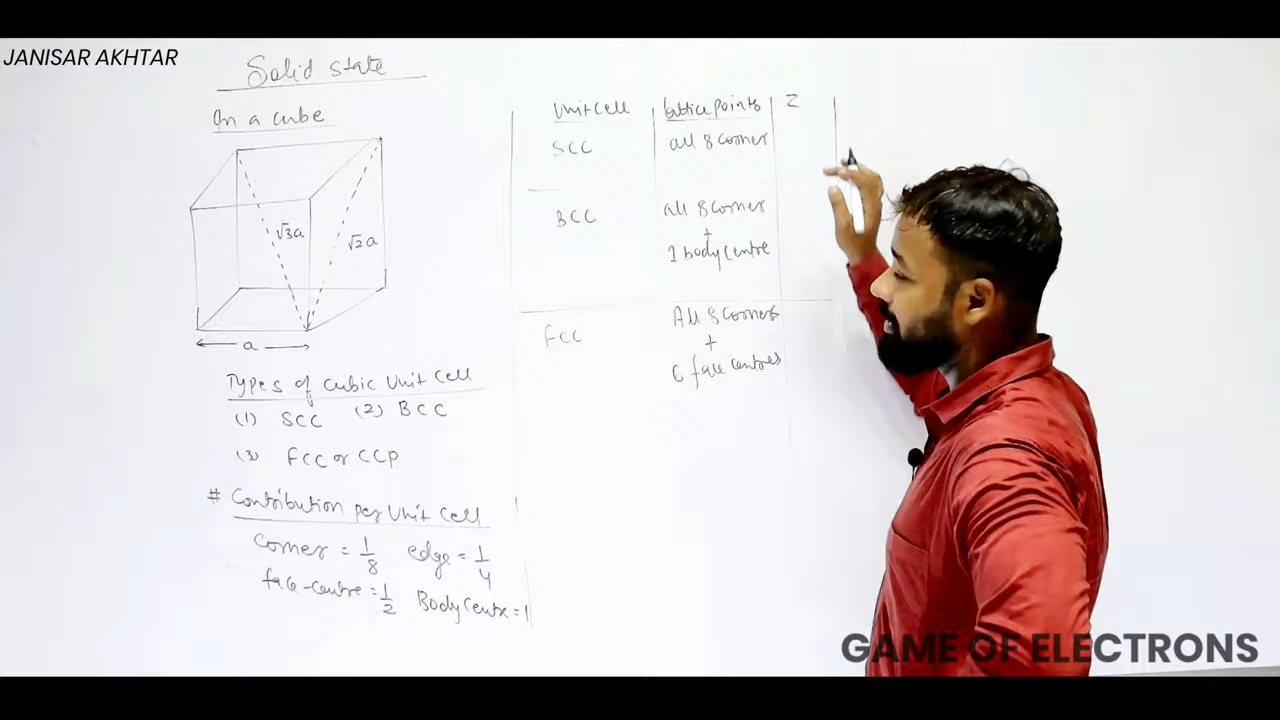 JANISAR AKHTAR
Solid state
In a cube
√3a
√2a
a
Types of Cubic Unit Cell
(1) SCC (2) BCC
(3) FCC or CCP
# Contribution per Unit Cell
Corner = 1/8 edge = 1/4
face-centre = 1/2 Body Centre = 1
Unit cell lattice points Z
SCC all 8 corner
BCC all 8 corner
+
1 body centre
FCC All 8 Corners
+
6 face centres
GAME OF ELECTRONS